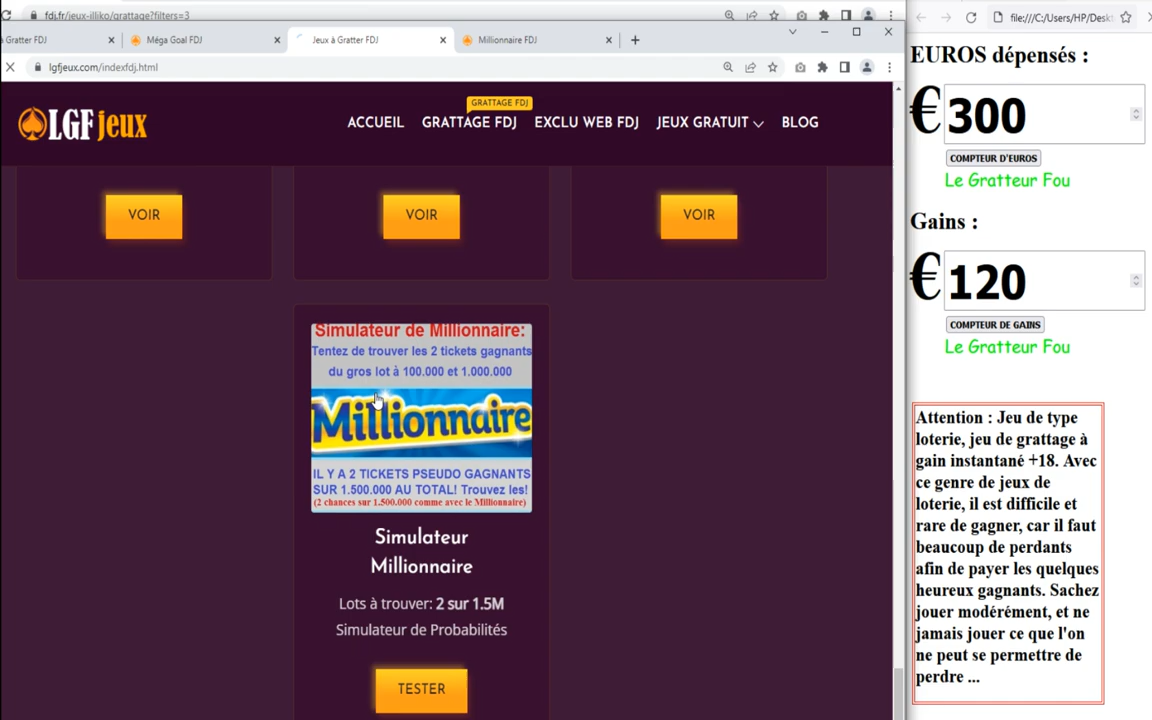 fdj.fr/jeux-illiko/grattage?filters=3
à Gratter FDJ
Méga Goal FDJ
Jeux à Gratter FDJ
Millionnaire FDJ
lgfjeux.com/indexfdj.html
LGFjeux
ACCUEIL
GRATTAGE FDJ
GRATTAGE FDJ
EXCLU WEB FDJ
JEUX GRATUIT
BLOG
VOIR
VOIR
VOIR
Simulateur de Millionnaire:
Tentez de trouver les 2 tickets gagnants
du gros lot à 100.000 et 1.000.000
Millionnaire
IL Y A 2 TICKETS PSEUDO GAGNANTS
SUR 1.500.000 AU TOTAL! Trouvez les!
(2 chances sur 1.500.000 comme avec le Millionnaire)
Simulateur
Millionnaire
Lots à trouver: 2 sur 1.5M
Simulateur de Probabilités
TESTER
file:///C:/Users/HP/Deskt
EUROS dépensés :
€ 300
COMPTEUR D'EUROS
Le Gratteur Fou
Gains :
€ 120
COMPTEUR DE GAINS
Le Gratteur Fou
Attention : Jeu de type
loterie, jeu de grattage à
gain instantané +18. Avec
ce genre de jeux de
loterie, il est difficile et
rare de gagner, car il faut
beaucoup de perdants
afin de payer les quelques
heureux gagnants. Sachez
jouer modérément, et ne
jamais jouer ce que l'on
ne peut se permettre de
perdre ...